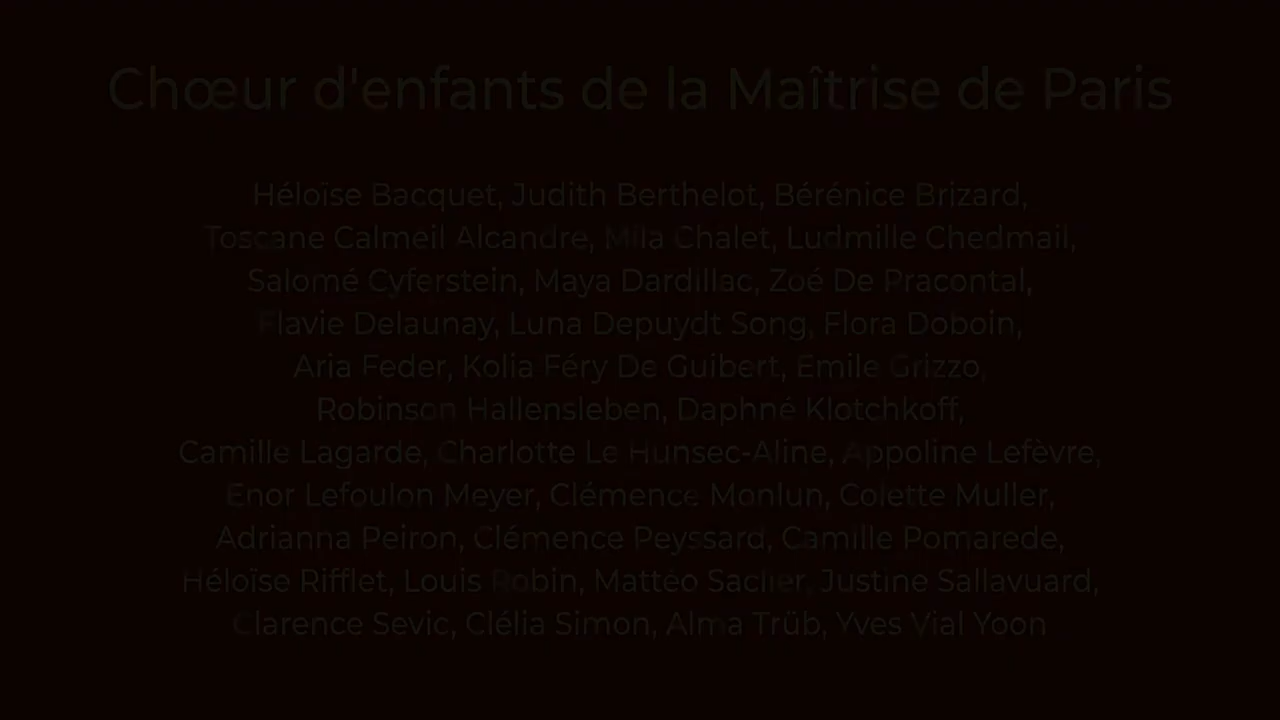 Chœur d'enfants de la Maîtrise de Paris
Héloïse Bacquet, Judith Berthelot, Bérénice Brizard,
Toscane Calmeil Alcandre, Mila Chalet, Ludmille Chedmail,
Salomé Cyferstein, Maya Dardillac, Zoé De Pracontal,
Flavie Delaunay, Luna Depuydt Song, Flora Doboin,
Aria Feder, Kolia Féry De Guibert, Emile Grizzo,
Robinson Hallensleben, Daphné Klotchkoff,
Camille Lagarde, Charlotte Le Hunsec-Aline, Appoline Lefèvre,
Enor Lefoulon Meyer, Clémence Monlun, Colette Muller,
Adrianna Peiron, Clémence Peyssard, Camille Pomarede,
Héloïse Rifflet, Louis Robin, Mattéo Sacher, Justine Sallavuard,
Clarence Sevic, Clélia Simon, Alma Trüb, Yves Vial Yoon